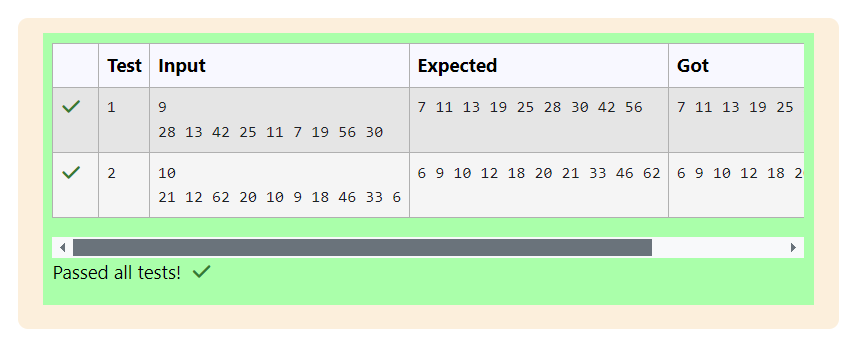 Test Input Expected Got
1 9 7 11 13 19 25 28 30 42 56 7 11 13 19 25
28 13 42 25 11 7 19 56 30
2 10 6 9 10 12 18 20 21 33 46 62 6 9 10 12 18
21 12 62 20 10 9 18 46 33 6
Passed all tests!